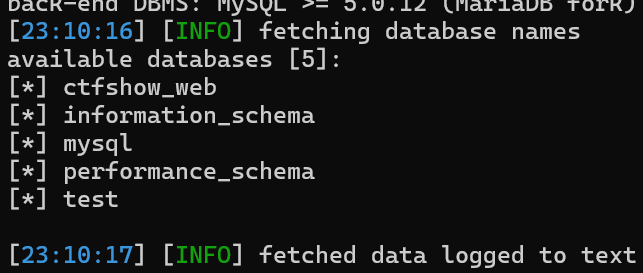 back-end DBMS: MySQL >= 5.0.12 (MariaDB fork)
[23:10:16] [INFO] fetching database names
available databases [5]:
[*] ctfshow_web
[*] information_schema
[*] mysql
[*] performance_schema
[*] test
[23:10:17] [INFO] fetched data logged to text